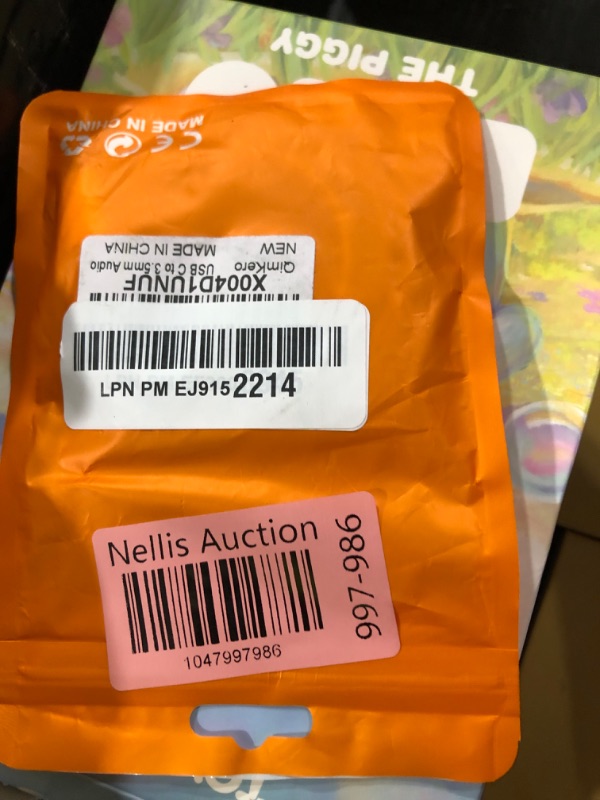 THE PIGGY
MADE IN CHINA
CE
X004D1UNUF
QimKero USB C to 3.5mm Audio
NEW MADE IN CHINA
LPN PM EJ9152214
Nellis Auction
997-986
1047997986